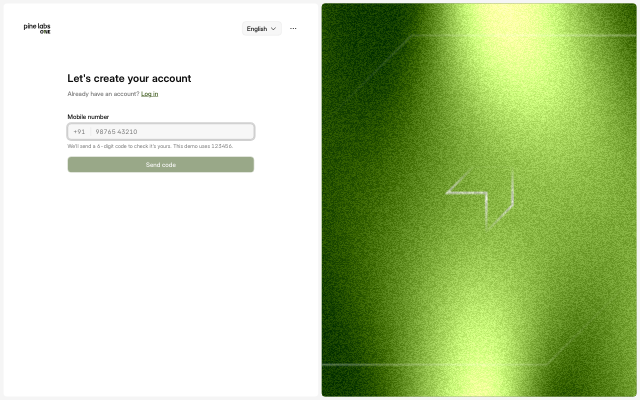 pine labs
ONE
English
Let's create your account
Already have an account? Log in
Mobile number
+91 98765 43210
We'll send a 6-digit code to check it's yours. This demo uses 123456.
Send code